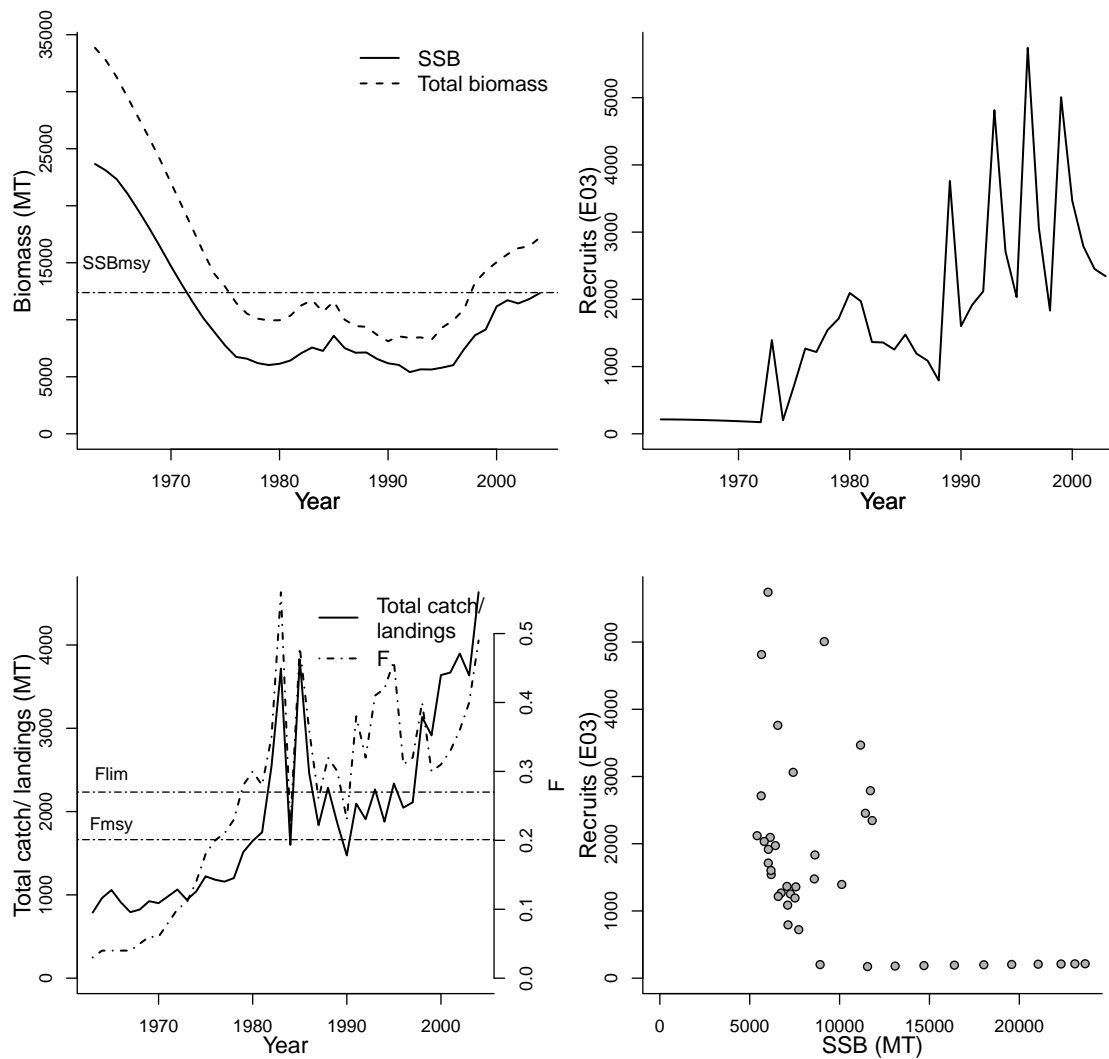 SSB
Total biomass
SSBmsy
Biomass (MT)
0
5000
15000
25000
35000
1970
1980
1990
2000
Year
Recruits (E03)
0
1000
2000
3000
4000
5000
1970
1980
1990
2000
Year
Total catch/
landings
F
Flim
Fmsy
Total catch/ landings (MT)
0
1000
2000
3000
4000
F
0.0
0.1
0.2
0.3
0.4
0.5
1970
1980
1990
2000
Year
Recruits (E03)
0
1000
2000
3000
4000
5000
0
5000
10000
15000
20000
SSB (MT)